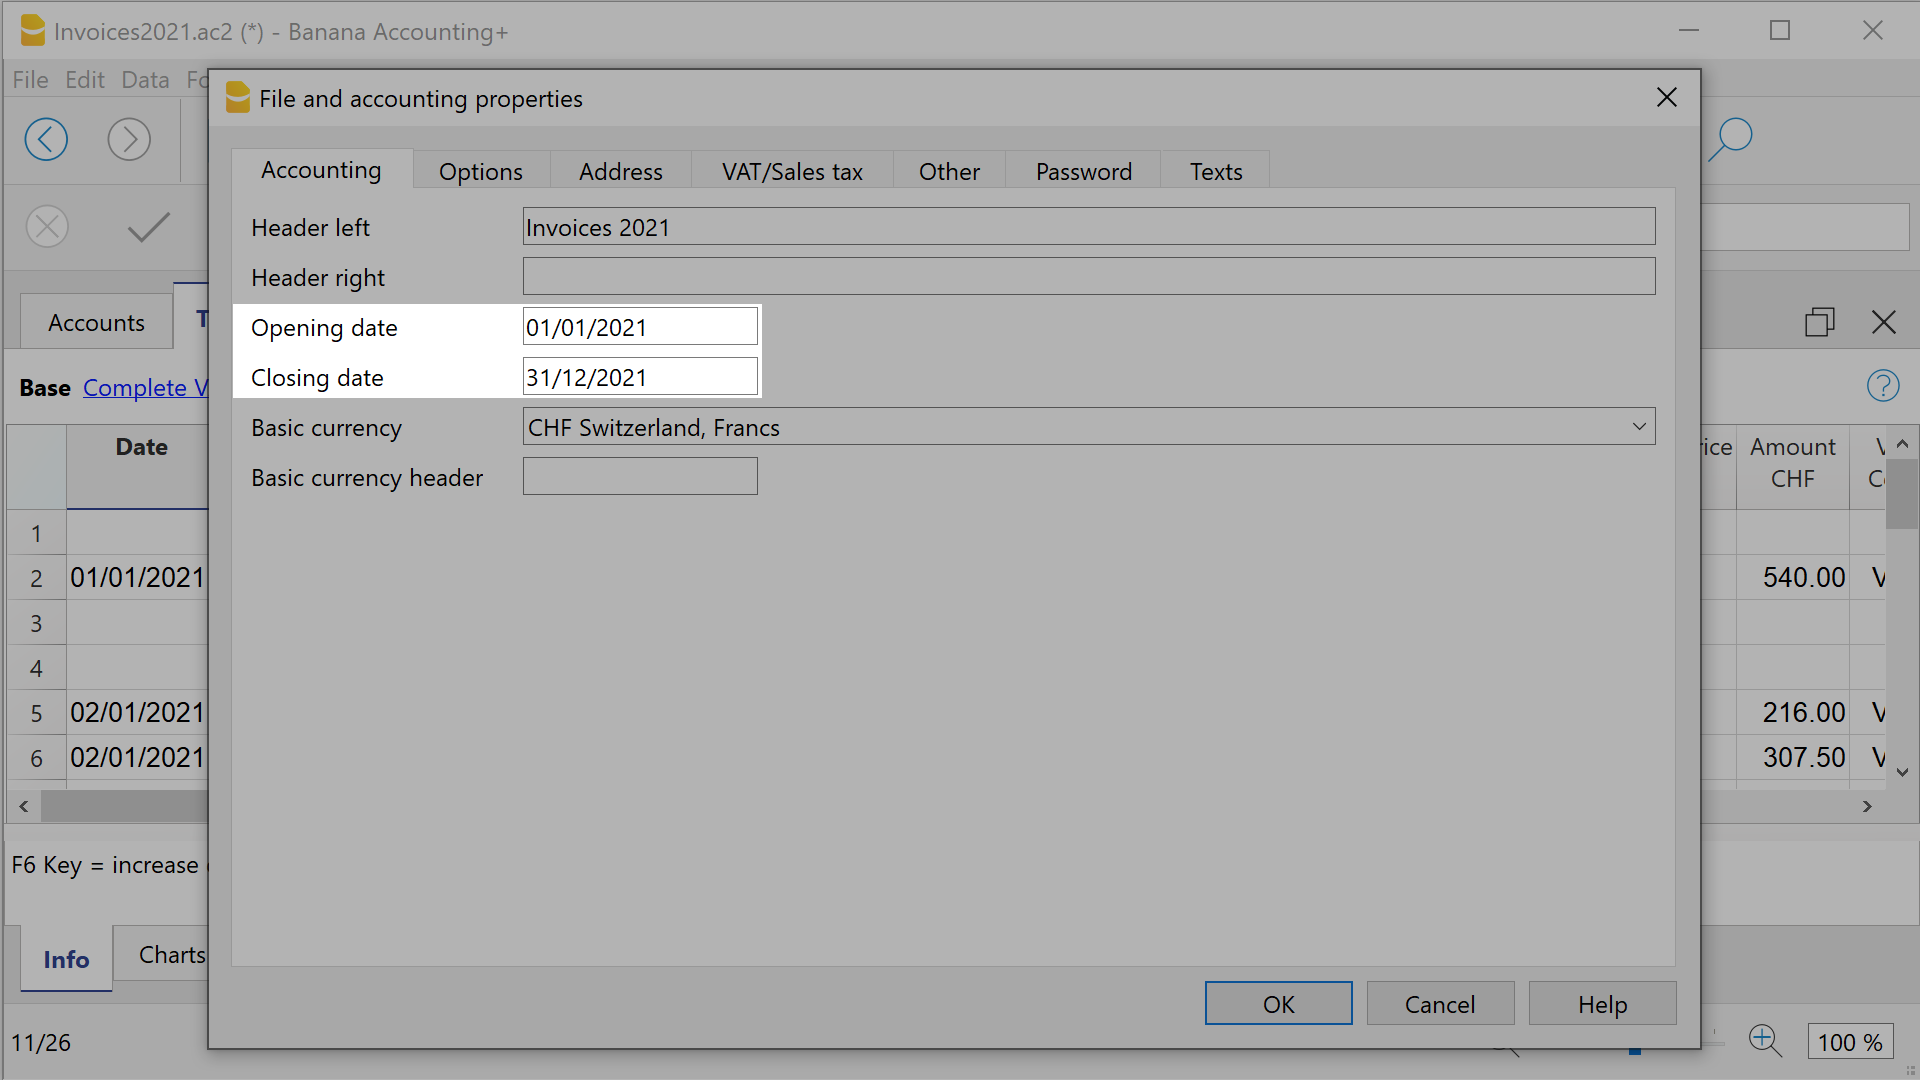 Invoices2021.ac2 (*) - Banana Accounting+
File Edit Data
File and accounting properties
Accounting Options Address VAT/Sales tax Other Password Texts
Header left Invoices 2021
Header right
Accounts
Opening date 01/01/2021
Closing date 31/12/2021
Base Complete
Basic currency CHF Switzerland, Francs
Basic currency header
Date Amount CHF
1
2 01/01/2021 540.00
3
4
5 02/01/2021 216.00
6 02/01/2021 307.50
F6 Key = increase
Info Charts
OK Cancel Help
11/26 100 %